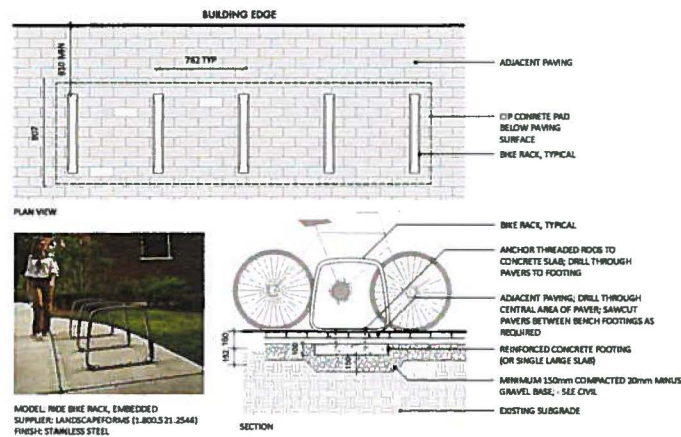 BUILDING EDGE
762 TYP
ADJACENT PAVING
CIP CONRETE PAD
BELOW PAVING
SURFACE
BIKE RACK, TYPICAL
PLAN VIEW
BIKE RACK, TYPICAL
ANCHOR THREADED RODS TO
CONCRETE SLAB; DRILL THROUGH
PAVERS TO FOOTING
ADJACENT PAVING; DRILL THROUGH
CENTRAL AREA OF PAVER; SAWCUT
PAVERS BETWEEN BENCH FOOTINGS AS
REQUIRED
REINFORCED CONCRETE FOOTING
(OR SINGLE LARGE SLAB)
MINIMUM 150mm COMPACTED 20mm MINUS
GRAVEL BASE; - SEE CIVIL
EXISTING SUBGRADE
SECTION
MODEL: RIDE BIKE RACK, EMBEDDED
SUPPLIER: LANDSCAPEFORMS (1.800.521.2546)
FINISH: STAINLESS STEEL